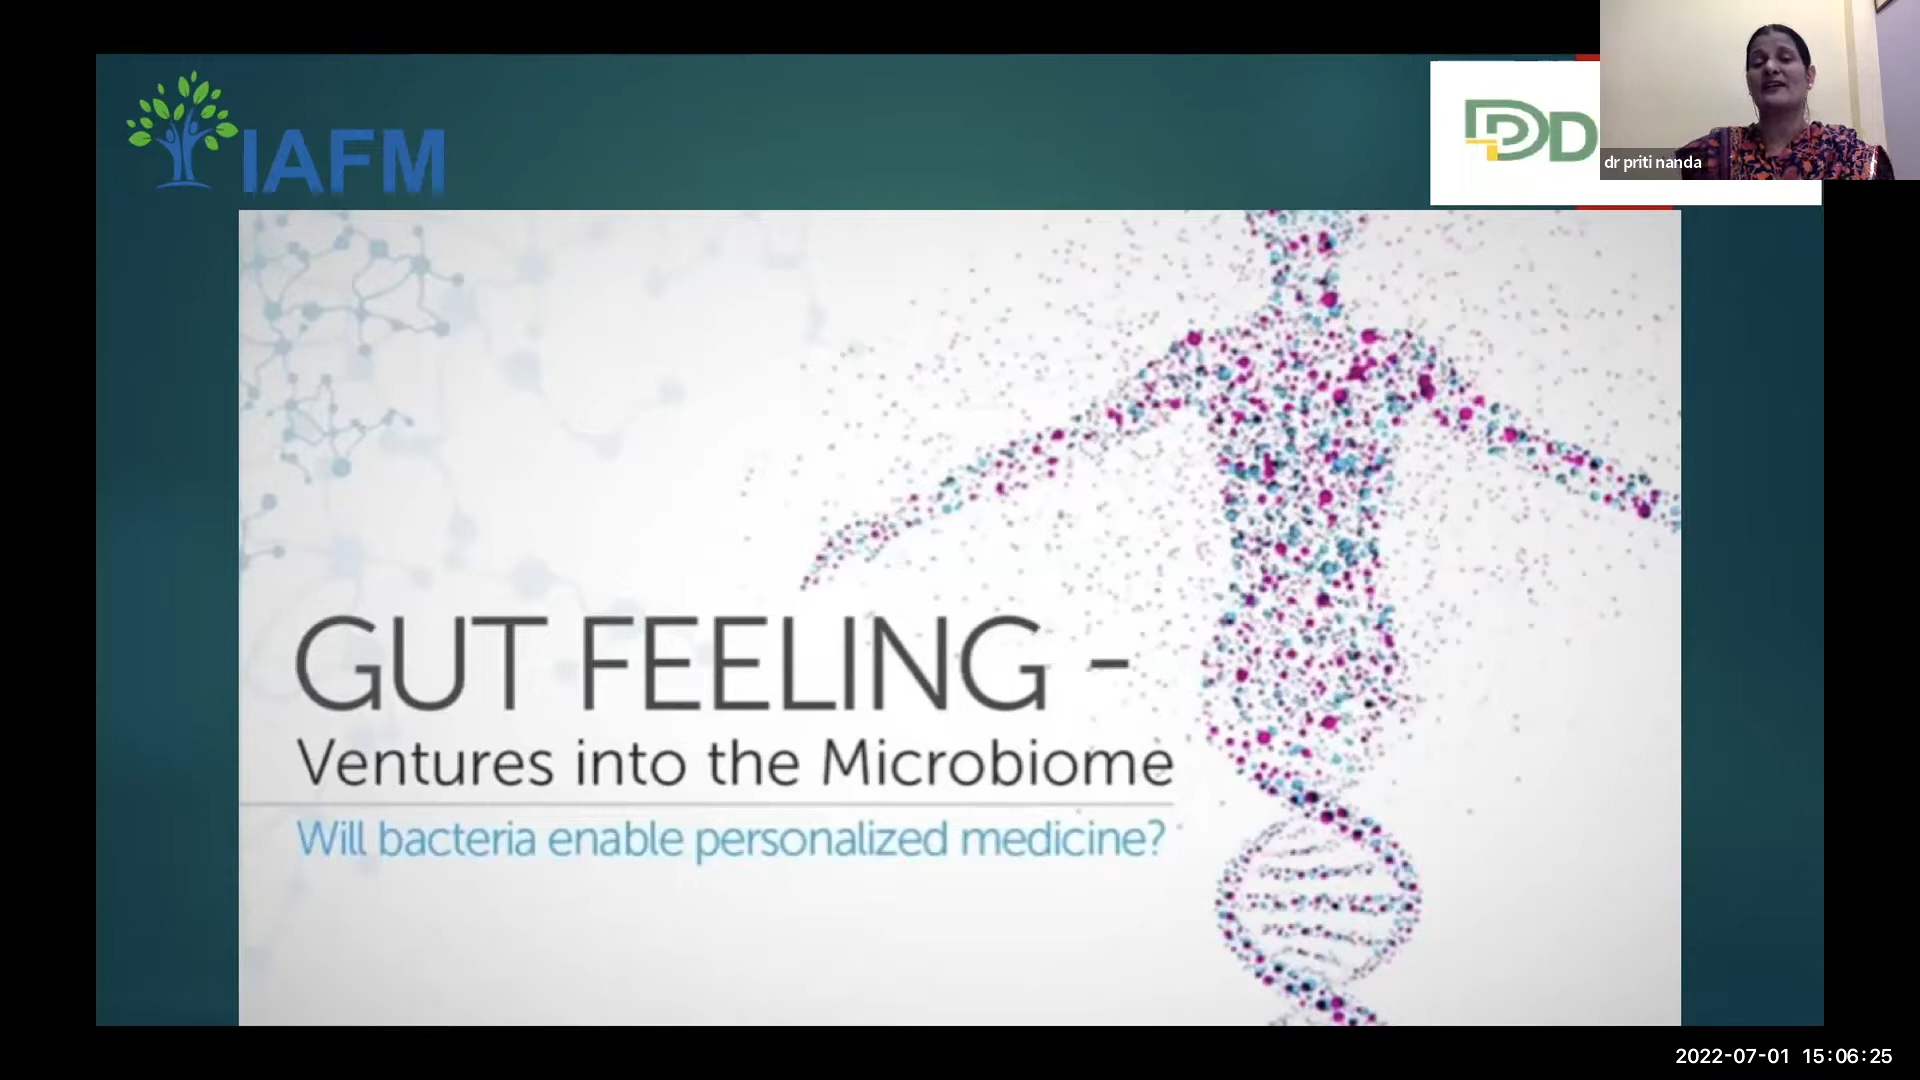 IAFM
DDD
dr priti nanda
GUT FEELING -
Ventures into the Microbiome
Will bacteria enable personalized medicine?
2022-07-01 15:06:25